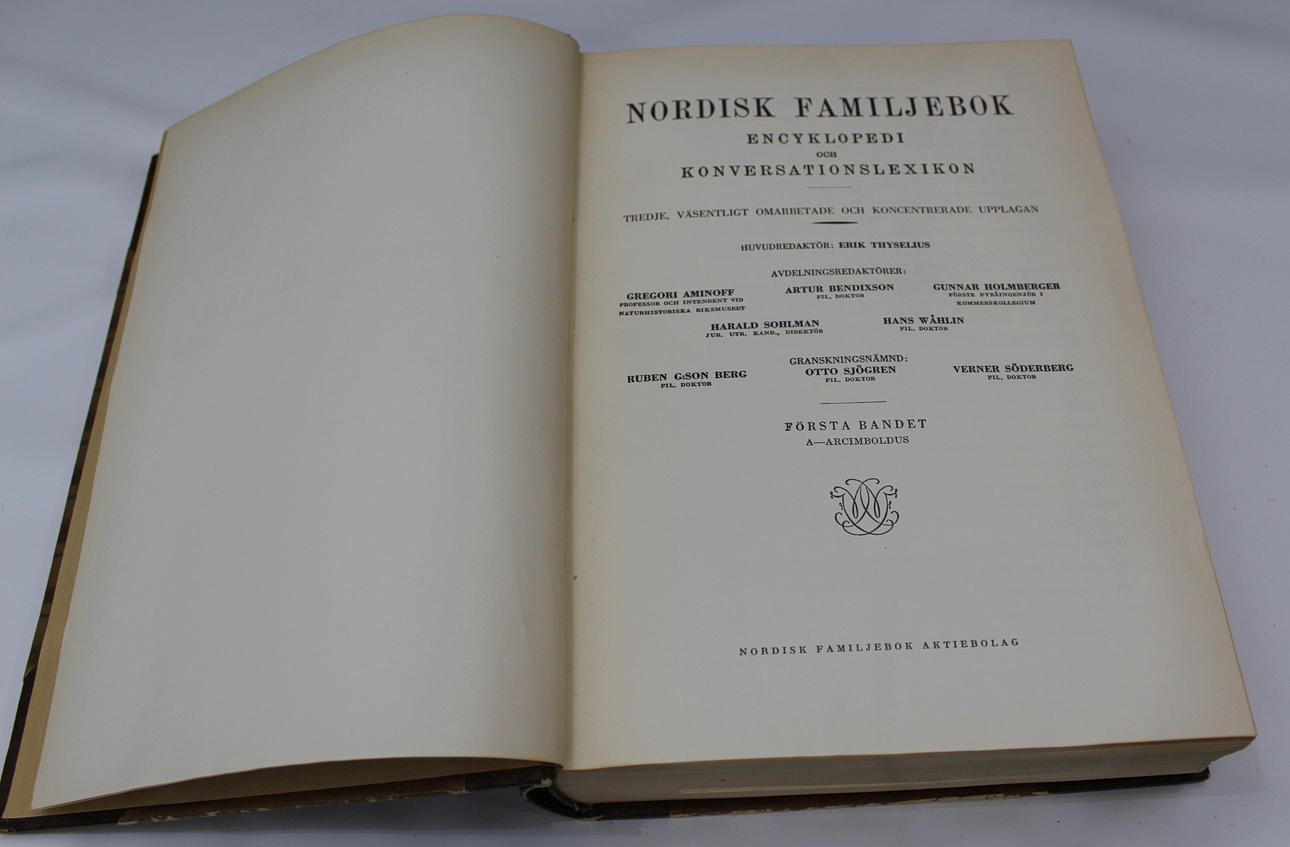 NORDISK FAMILJEBOK
ENCYKLOPEDI
OCH
KONVERSATIONSLEXIKON
TREDJE, VÄSENTLIGT OMARBETADE OCH KONCENTRERADE UPPLAGAN
HUVUDREDAKTÖR: ERIK THYSELIUS
AVDELNINGSREDAKTÖRER:
GREGORI AMINOFF
PROFESSOR OCH INTENDENT VID
NATURHISTORISKA RIKSMUSEET
ARTUR BENDIXSON
FIL. DOKTOR
GUNNAR HOLMBERGER
FÖRSTE BYRÅINGENJÖR I
KOMMERSKOLLEGIUM
HARALD SOHLMAN
JUR. UTR. KAND., DIREKTÖR
HANS WÅHLIN
FIL. DOKTOR
GRANSKNINGSNÄMND:
RUBEN G:SON BERG
FIL. DOKTOR
OTTO SJÖGREN
FIL. DOKTOR
VERNER SÖDERBERG
FIL. DOKTOR
FÖRSTA BANDET
A—ARCIMBOLDUS
NORDISK FAMILJEBOK AKTIEBOLAG